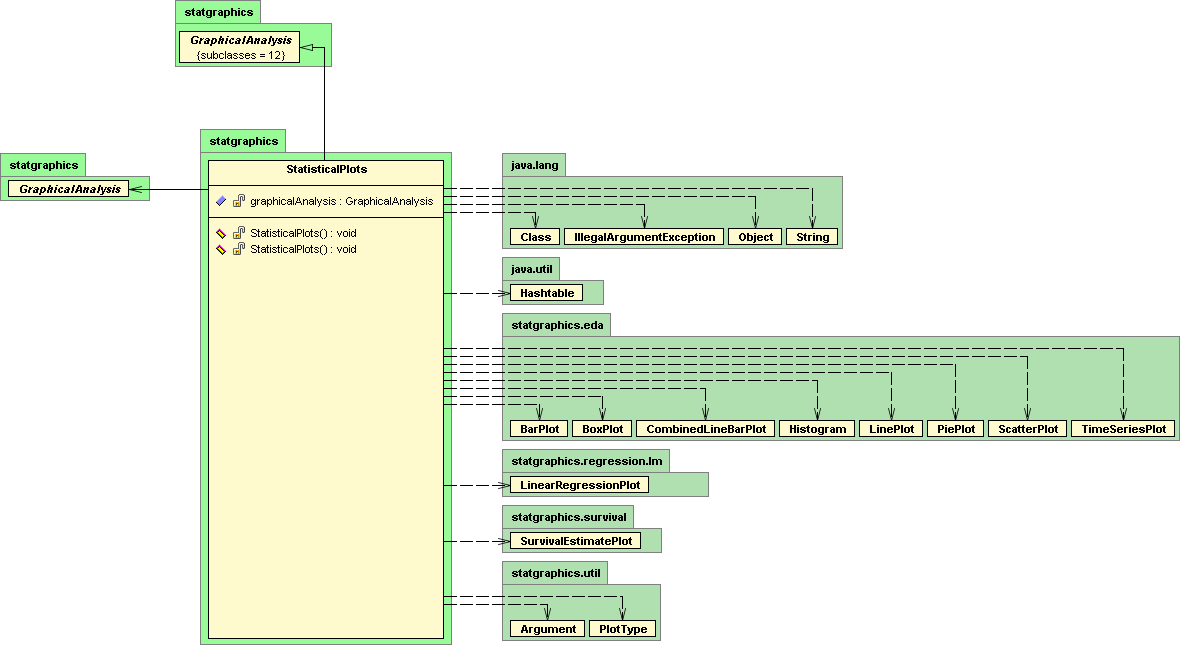 statgraphics
GraphicalAnalysis
{subclasses = 12}
statgraphics
GraphicalAnalysis
statgraphics
StatisticalPlots
graphicalAnalysis : GraphicalAnalysis
StatisticalPlots() : void
StatisticalPlots() : void
java.lang
Class IllegalArgumentException Object String
java.util
Hashtable
statgraphics.eda
BarPlot BoxPlot CombinedLineBarPlot Histogram LinePlot PiePlot ScatterPlot TimeSeriesPlot
statgraphics.regression.lm
LinearRegressionPlot
statgraphics.survival
SurvivalEstimatePlot
statgraphics.util
Argument PlotType